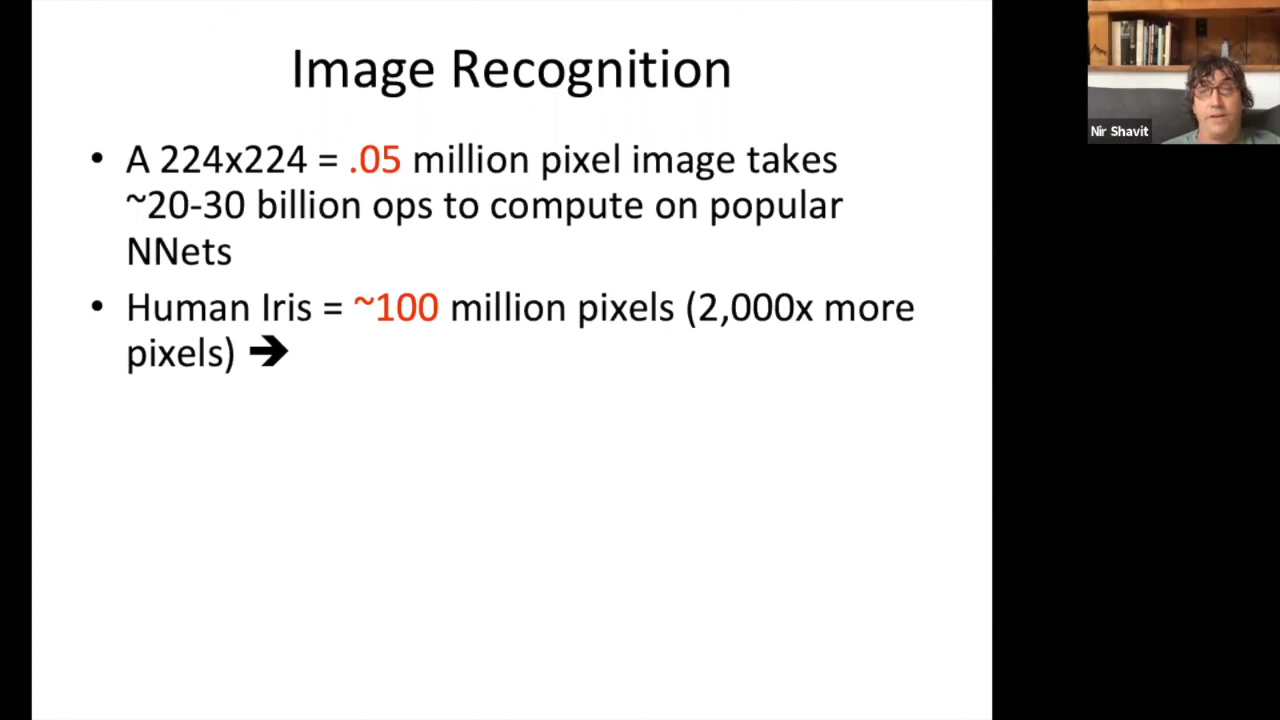 Image Recognition
• A 224x224 = .05 million pixel image takes
~20-30 billion ops to compute on popular
NNets
• Human Iris = ~100 million pixels (2,000x more
pixels) ➔
Nir Shavit